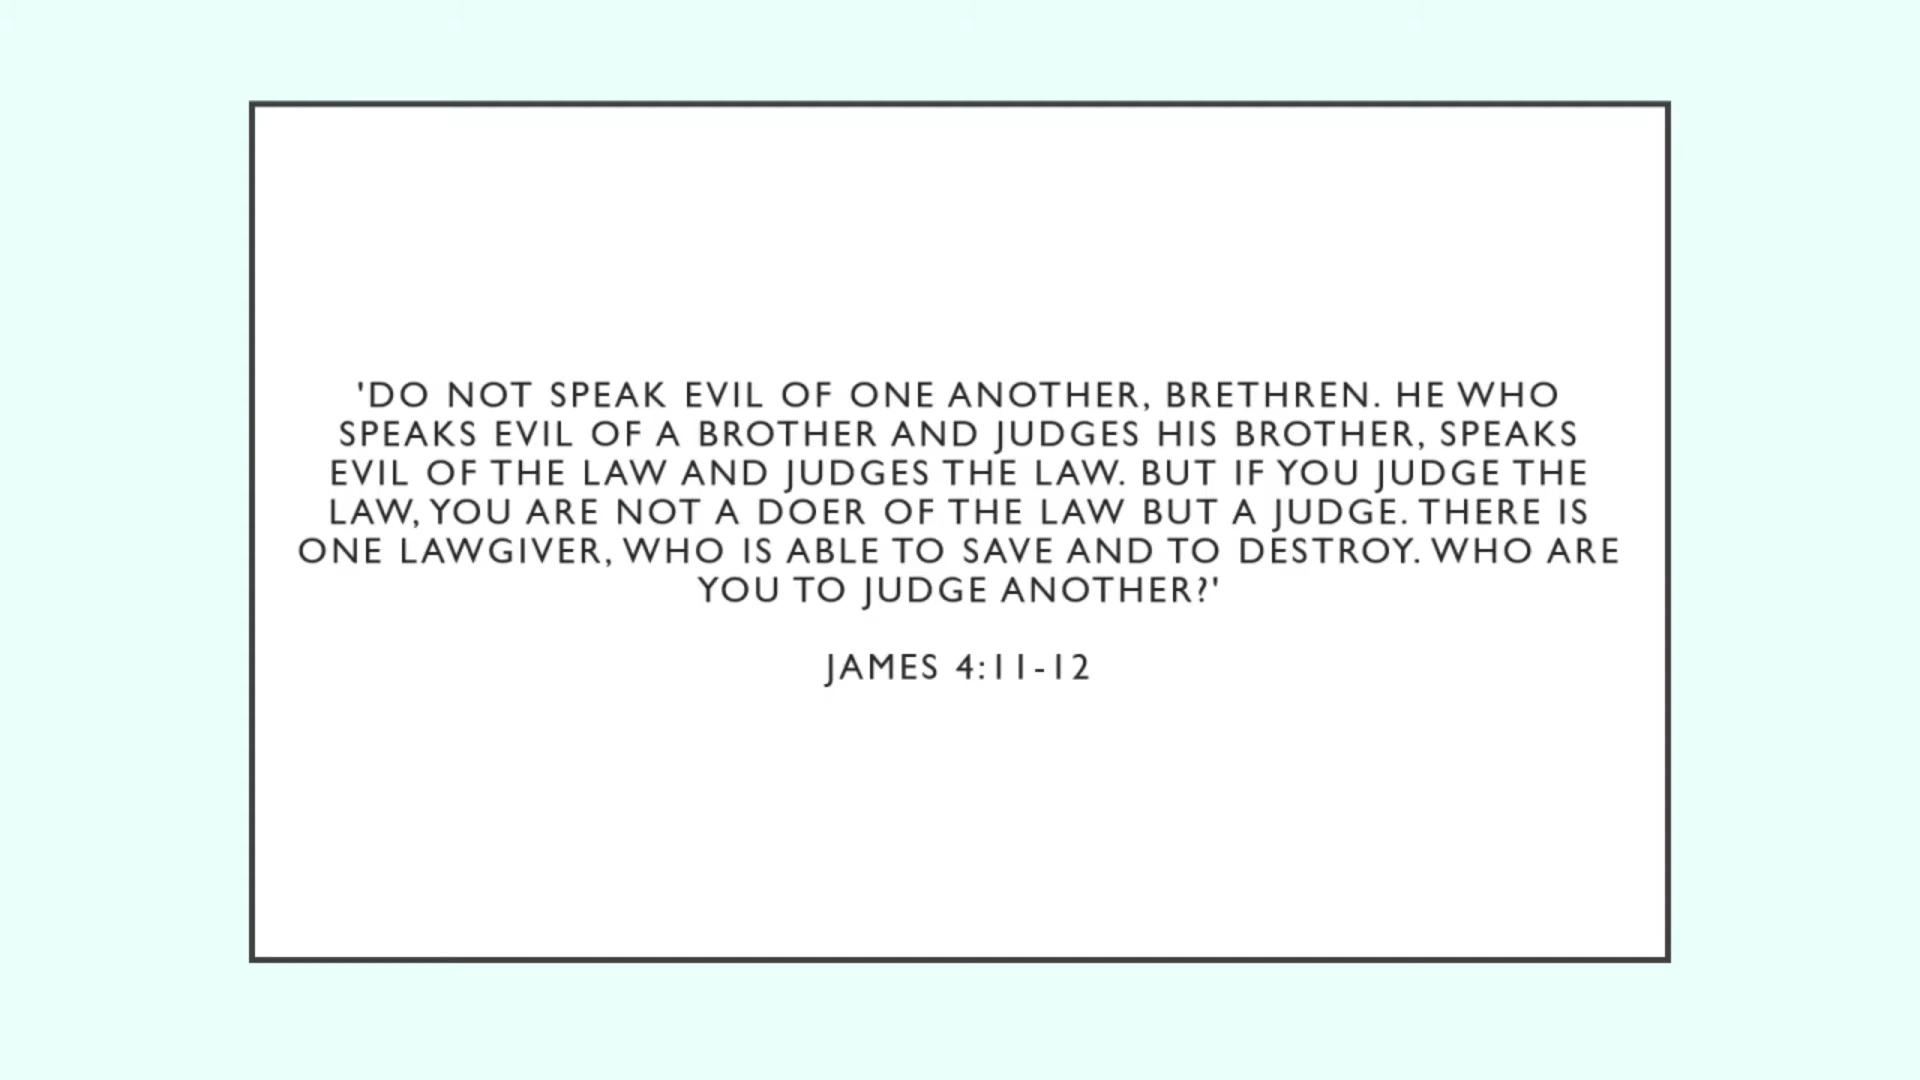 'DO NOT SPEAK EVIL OF ONE ANOTHER, BRETHREN. HE WHO
SPEAKS EVIL OF A BROTHER AND JUDGES HIS BROTHER, SPEAKS
EVIL OF THE LAW AND JUDGES THE LAW. BUT IF YOU JUDGE THE
LAW, YOU ARE NOT A DOER OF THE LAW BUT A JUDGE. THERE IS
ONE LAWGIVER, WHO IS ABLE TO SAVE AND TO DESTROY. WHO ARE
YOU TO JUDGE ANOTHER?'
JAMES 4:11-12